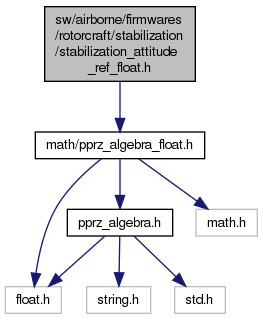 sw/airborne/firmwares
/rotorcraft/stabilization
/stabilization_attitude
_ref_float.h
math/pprz_algebra_float.h
pprz_algebra.h
math.h
float.h
string.h
std.h